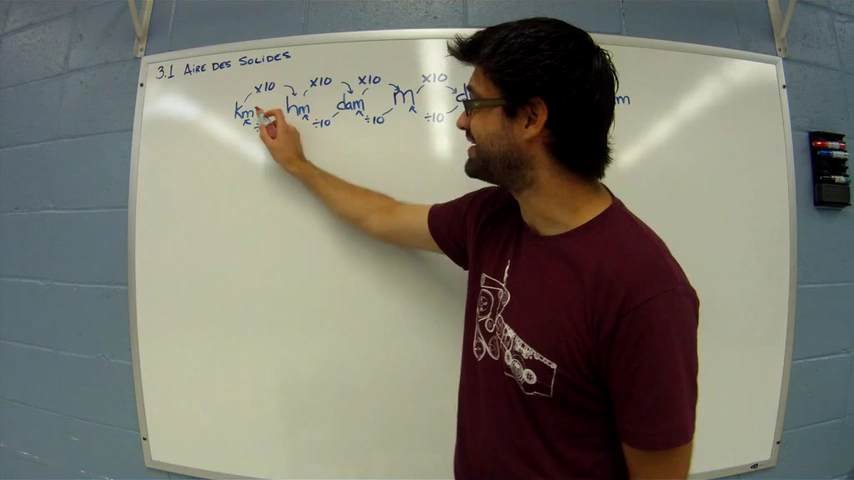 3.1 AIRE DES SOLIDES
x10 x10 x10 x10
km hm dam m d m
÷ ÷10 ÷10 ÷10